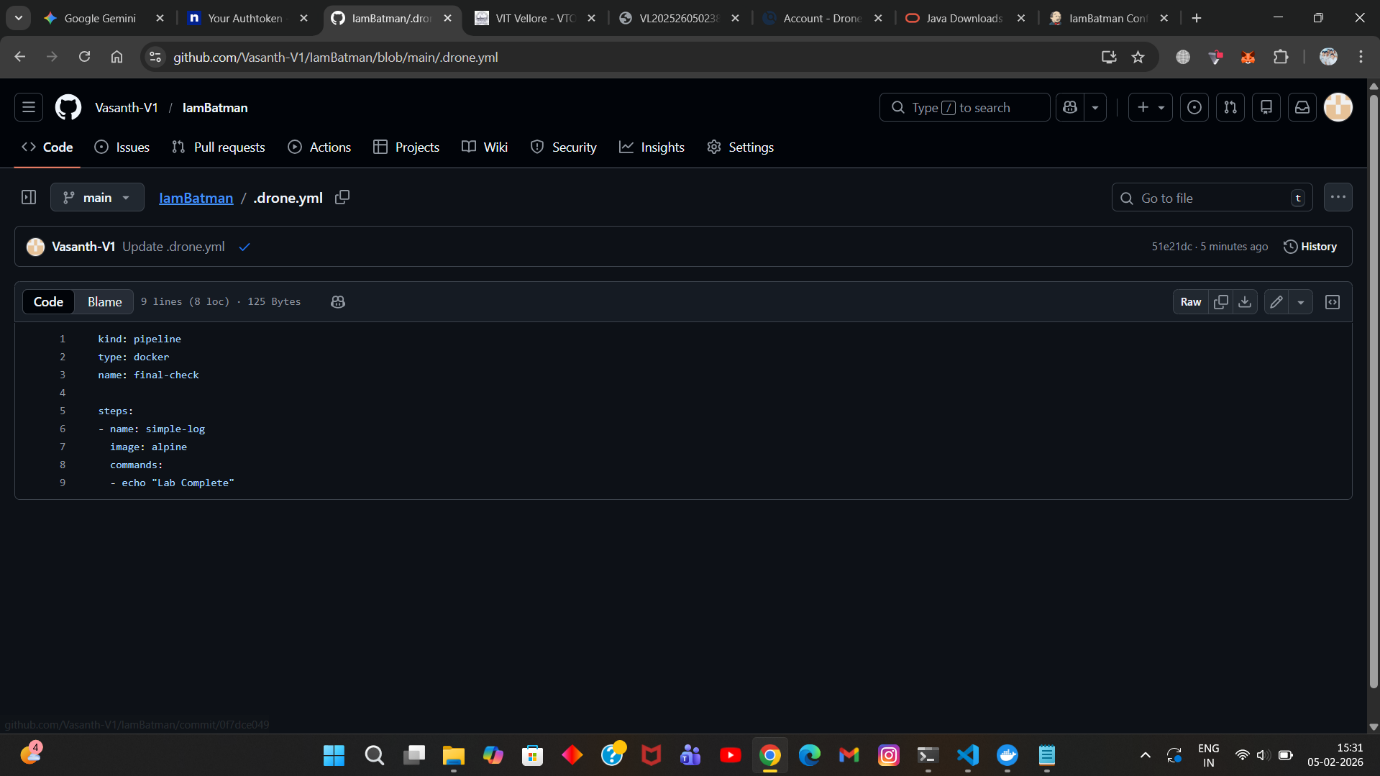 Google Gemini
Your Authtoken
IamBatman/.dro
VIT Vellore - VTO
VL20252605023
Account - Drone
Java Downloads
IamBatman Con
github.com/Vasanth-V1/IamBatman/blob/main/.drone.yml
Vasanth-V1 / IamBatman
Type / to search
Code
Issues
Pull requests
Actions
Projects
Wiki
Security
Insights
Settings
main
IamBatman / .drone.yml
Go to file
t
Vasanth-V1 Update .drone.yml
51e21dc · 5 minutes ago
History
Code
Blame
9 lines (8 loc) · 125 Bytes
Raw
1 kind: pipeline
2 type: docker
3 name: final-check
4
5 steps:
6 - name: simple-log
7 image: alpine
8 commands:
9 - echo "Lab Complete"
github.com/Vasanth-V1/IamBatman/commit/0f7dce049
4
ENG
IN
15:31
05-02-2026